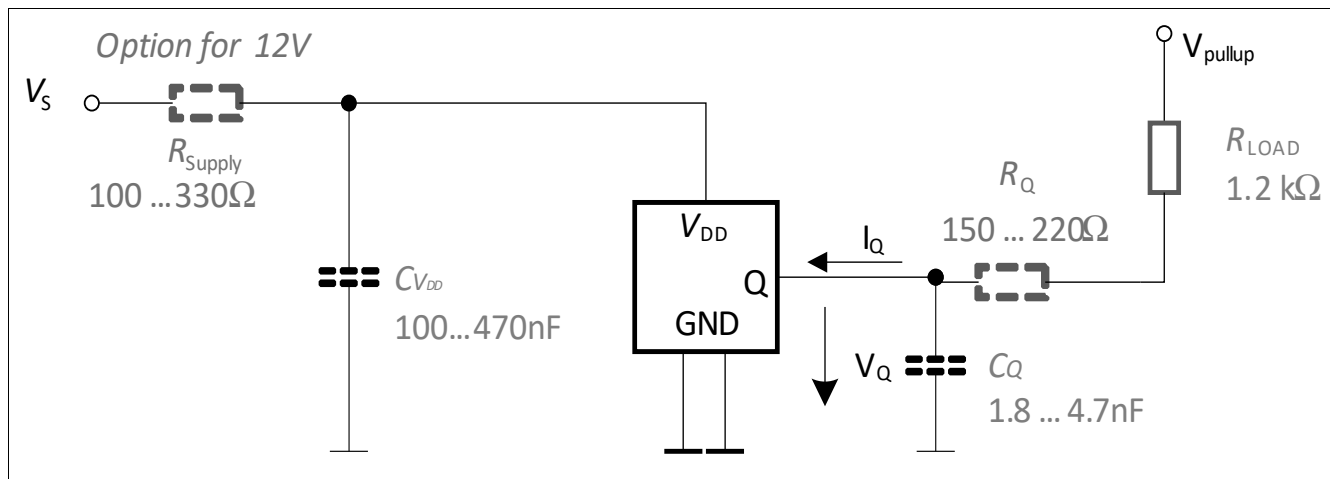 Option for 12V
V_S
R_Supply
100 ... 330Ω
C_VDD
100...470nF
V_DD
Q
GND
I_Q
V_Q
R_Q
150 ... 220Ω
C_Q
1.8 ... 4.7nF
V_pullup
R_LOAD
1.2 kΩ